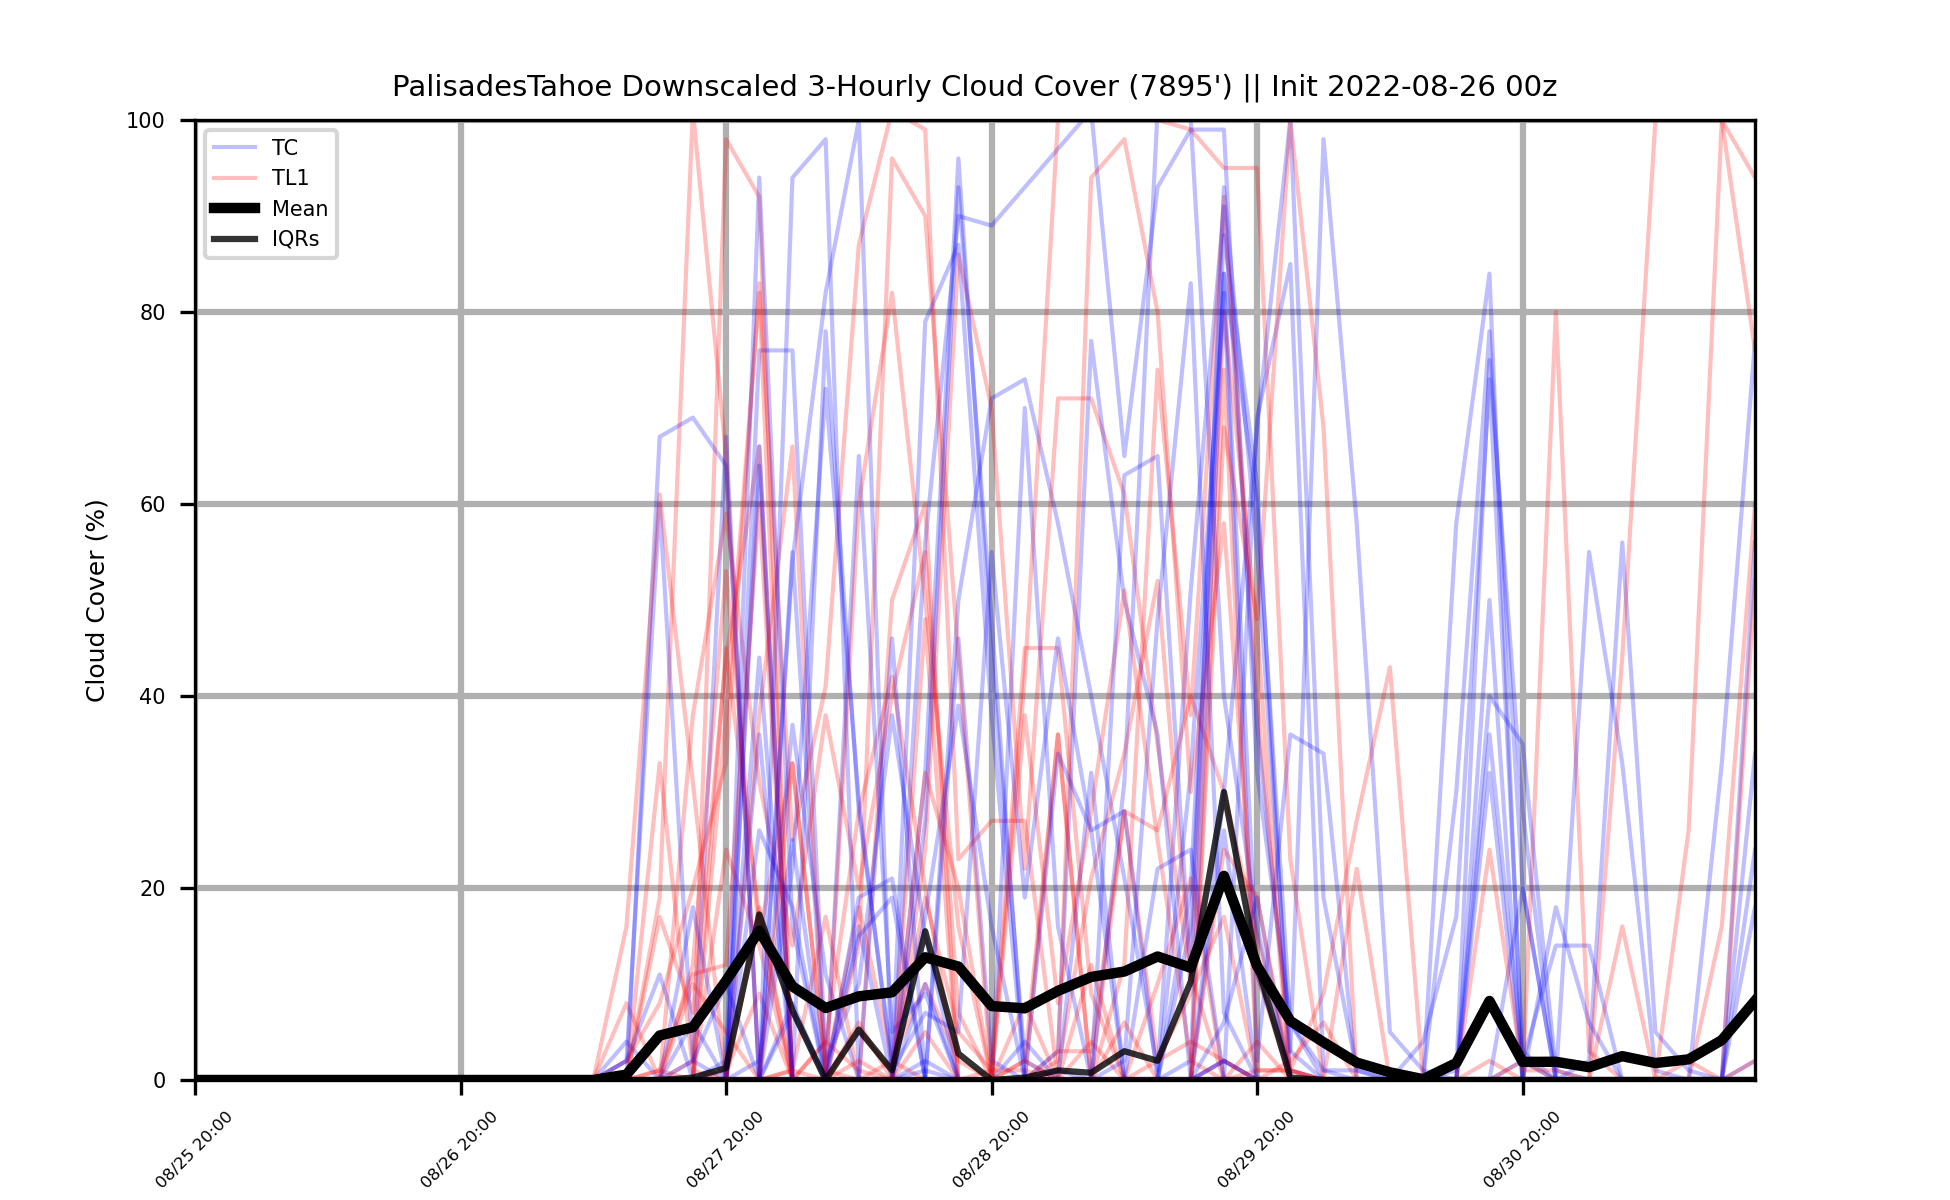 PalisadesTahoe Downscaled 3-Hourly Cloud Cover (7895') || Init 2022-08-26 00z
TC
TL1
Mean
IQRs
Cloud Cover (%)
100
80
60
40
20
0
08/25 20:00
08/26 20:00
08/27 20:00
08/28 20:00
08/29 20:00
08/30 20:00